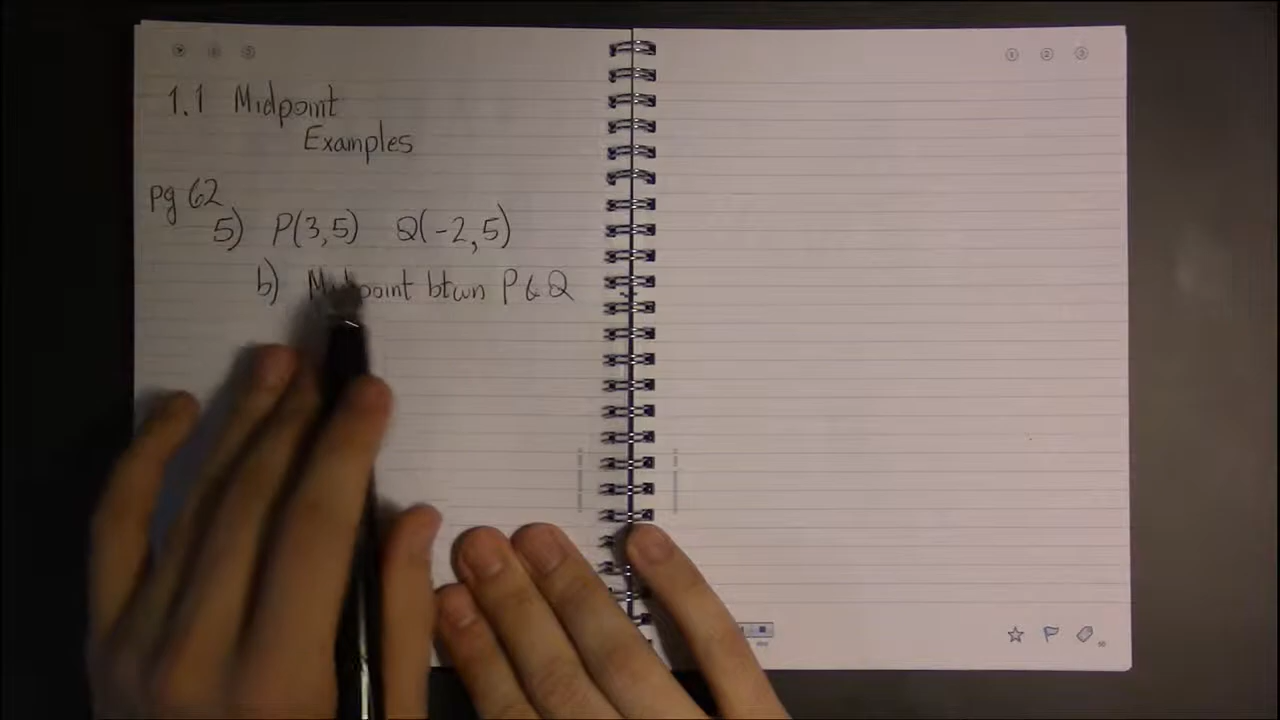 1.1 Midpoint
Examples
pg 62
5) P(3,5) Q(-2,5)
b) Midpoint btwn P & Q